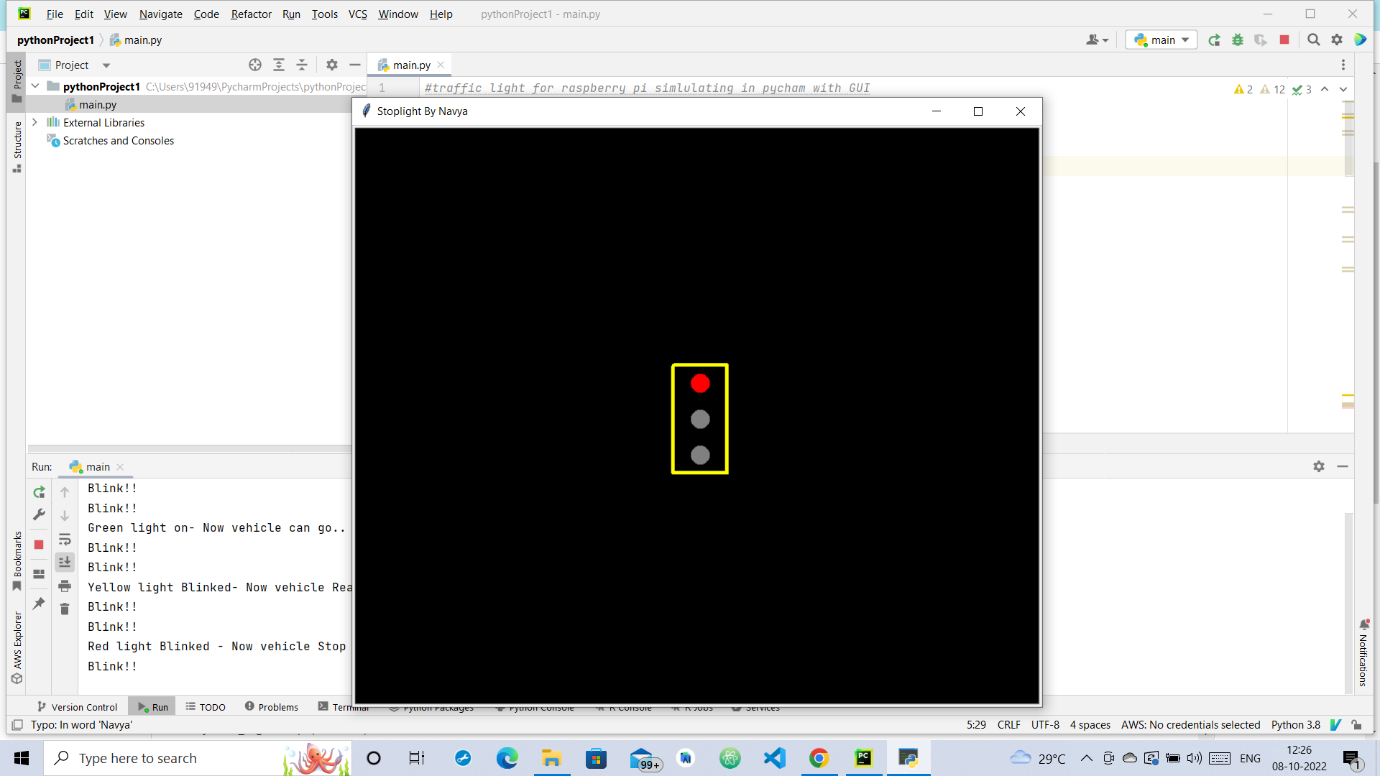 File Edit View Navigate Code Refactor Run Tools VCS Window Help pythonProject1 - main.py
pythonProject1 main.py main
Project main.py
pythonProject1 C:\Users\91949\PycharmProjects\pythonProjec 1 #traffic light for raspberry pi simlulating in pycham with GUI 2 12 3
main.py
External Libraries
Scratches and Consoles
Project
Structure
Bookmarks
AWS Explorer
Notifications
Stoplight By Navya
Run: main
Blink!!
Blink!!
Green light on- Now vehicle can go..
Blink!!
Blink!!
Yellow light Blinked- Now vehicle Rea
Blink!!
Blink!!
Red light Blinked - Now vehicle Stop
Blink!!
Version Control Run TODO Problems Terminal Python Packages Python Console R Console R Jobs Services
Typo: In word 'Navya' 5:29 CRLF UTF-8 4 spaces AWS: No credentials selected Python 3.8
Type here to search 99+ 29°C ENG 12:26
08-10-2022 1